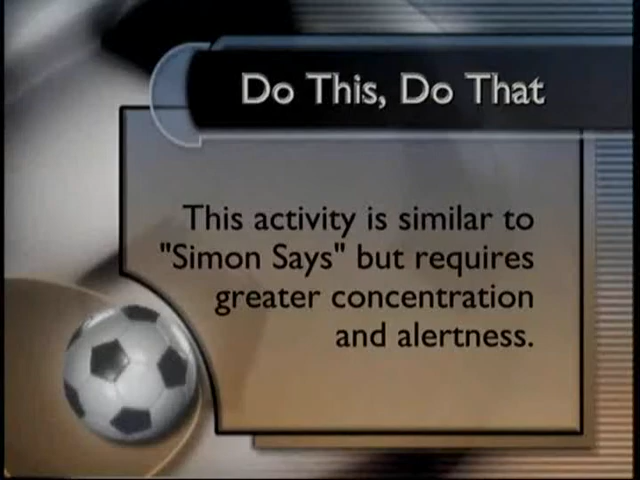 Do This, Do That
This activity is similar to
"Simon Says" but requires
greater concentration
and alertness.